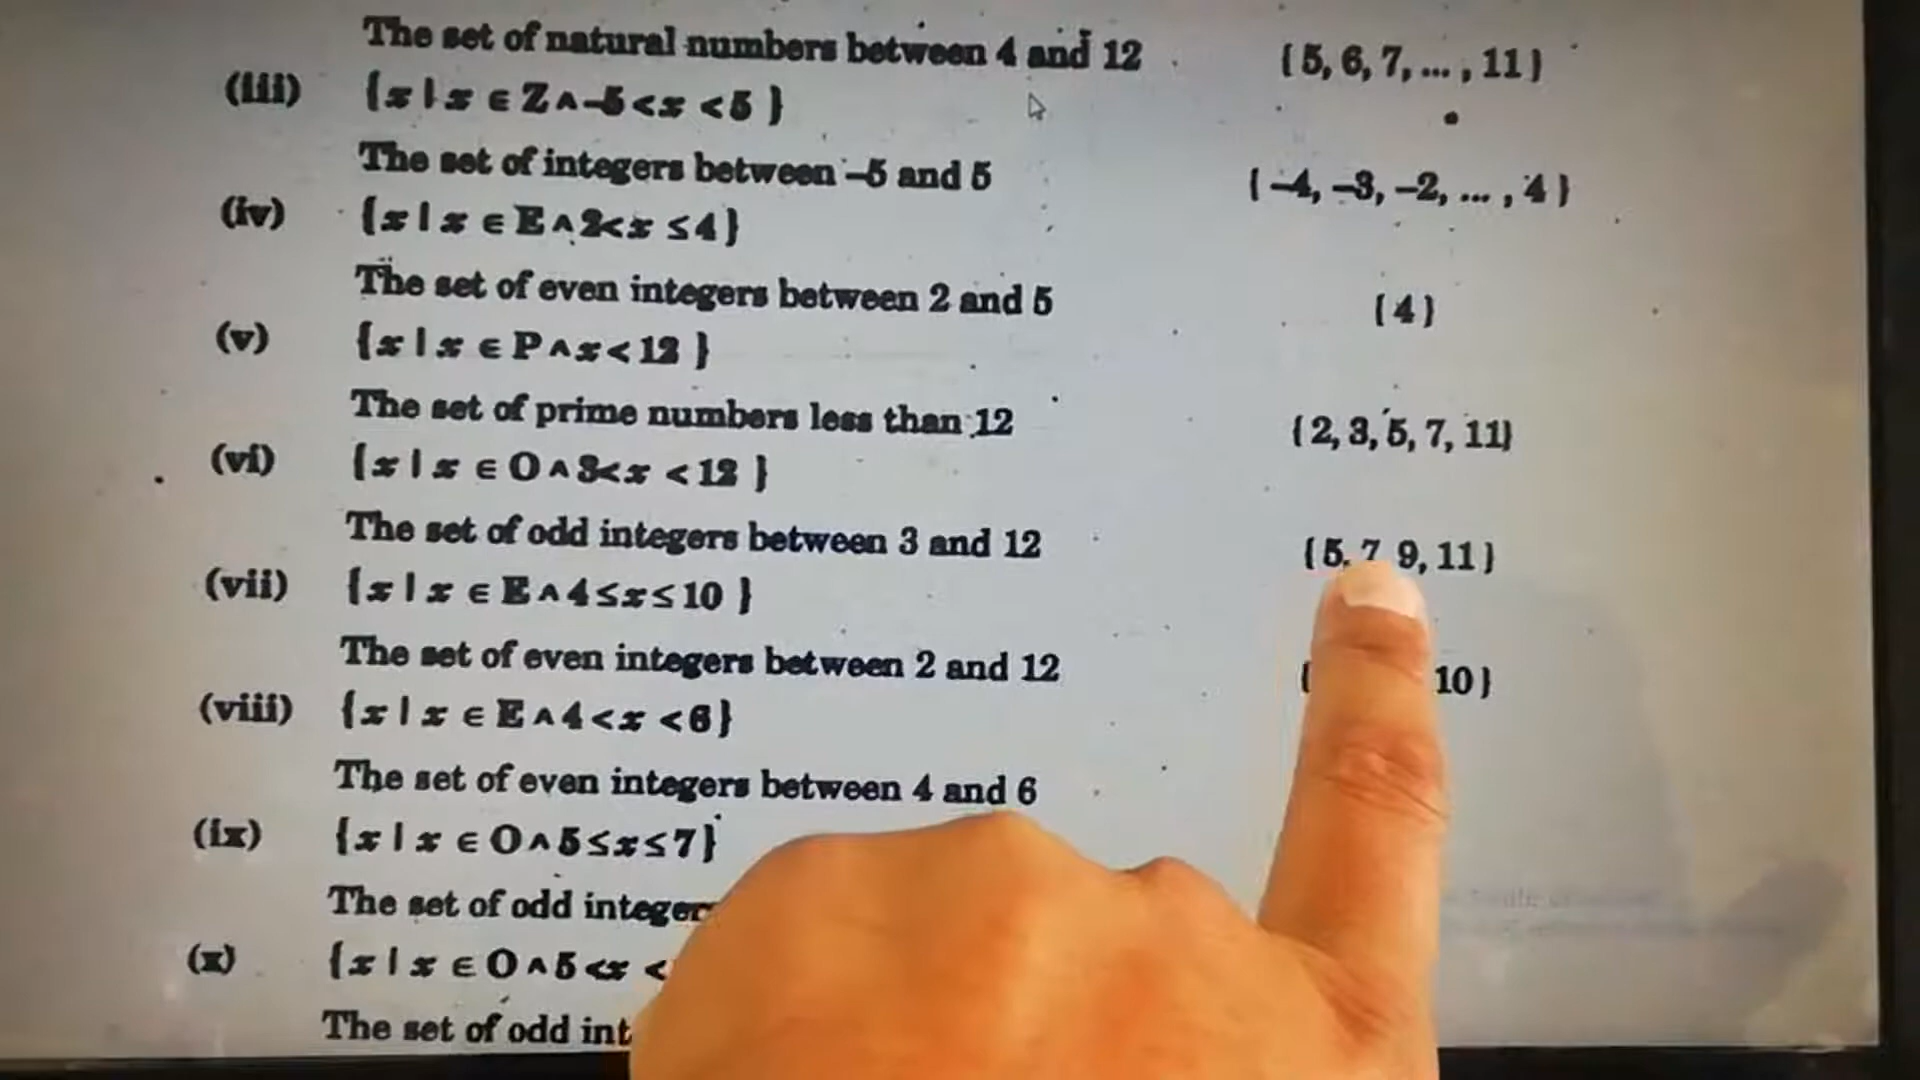 The set of natural numbers between 4 and 12 { 5, 6, 7, ... , 11 }
(iii) {x | x ∈ Z ∧ –5 < x < 5 }
The set of integers between –5 and 5 { –4, –3, –2, ... , 4 }
(iv) {x | x ∈ E ∧ 2< x ≤ 4}
The set of even integers between 2 and 5 { 4 }
(v) {x | x ∈ P ∧ x < 12 }
The set of prime numbers less than 12 { 2, 3, 5, 7, 11}
(vi) {x | x ∈ O ∧ 3< x < 12 }
The set of odd integers between 3 and 12 { 5, 7 9, 11 }
(vii) {x | x ∈ E ∧ 4 ≤ x ≤ 10 }
The set of even integers between 2 and 12 { 10 }
(viii) {x | x ∈ E ∧ 4 < x < 6}
The set of even integers between 4 and 6
(ix) {x | x ∈ O ∧ 5 ≤ x ≤ 7}
The set of odd
(x) {x | x ∈ O ∧ 5 < x <
The set of odd